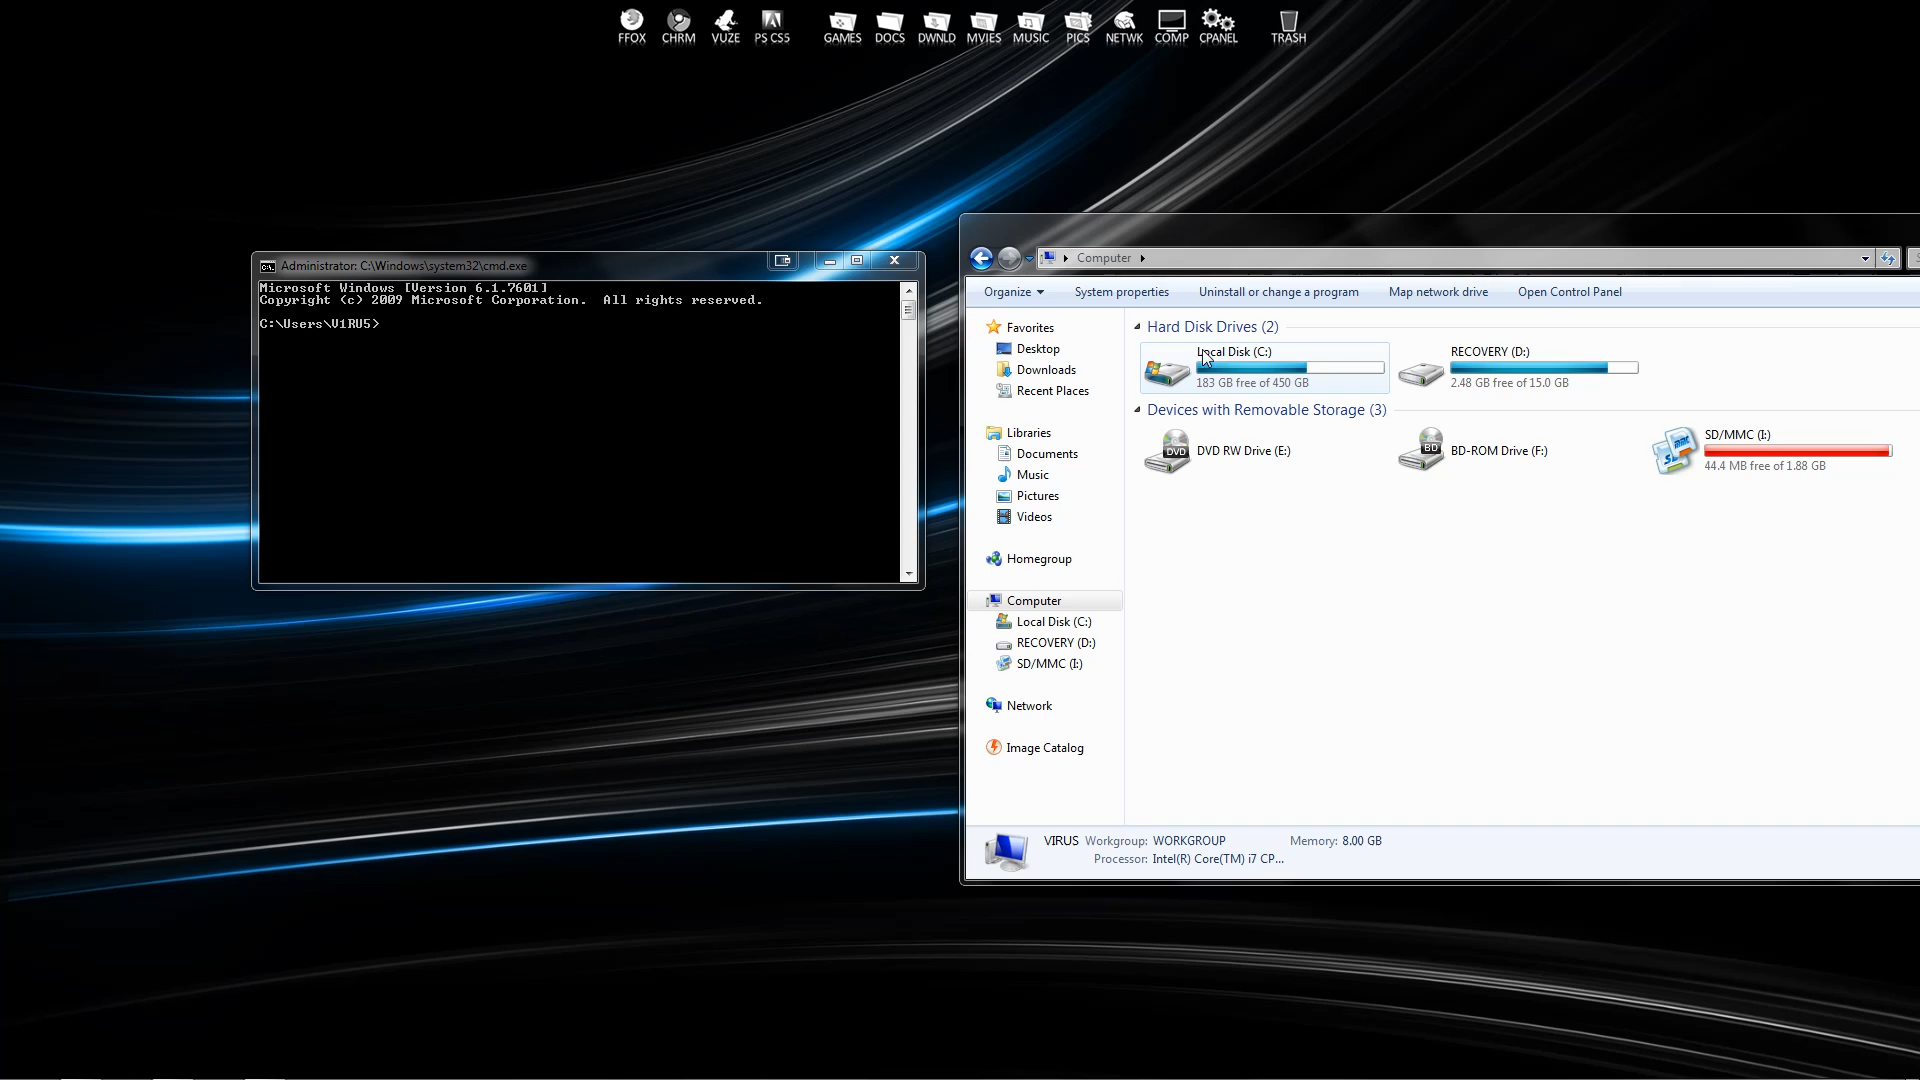 FFOX CHRM VUZE PS CS5 GAMES DOCS DWNLD MVIES MUSIC PICS NETWK COMP CPANEL TRASH
Administrator: C:\Windows\system32\cmd.exe
Microsoft Windows [Version 6.1.7601]
Copyright (c) 2009 Microsoft Corporation.  All rights reserved.
C:\Users\V1RU5>
Computer
Organize System properties Uninstall or change a program Map network drive Open Control Panel
Favorites
Desktop
Downloads
Recent Places
Libraries
Documents
Music
Pictures
Videos
Homegroup
Computer
Local Disk (C:)
RECOVERY (D:)
SD/MMC (I:)
Network
Image Catalog
Hard Disk Drives (2)
Local Disk (C:)
183 GB free of 450 GB
RECOVERY (D:)
2.48 GB free of 15.0 GB
Devices with Removable Storage (3)
DVD
DVD RW Drive (E:)
BD
BD-ROM Drive (F:)
SD/MMC (I:)
44.4 MB free of 1.88 GB
VIRUS Workgroup: WORKGROUP Memory: 8.00 GB
Processor: Intel(R) Core(TM) i7 CP...